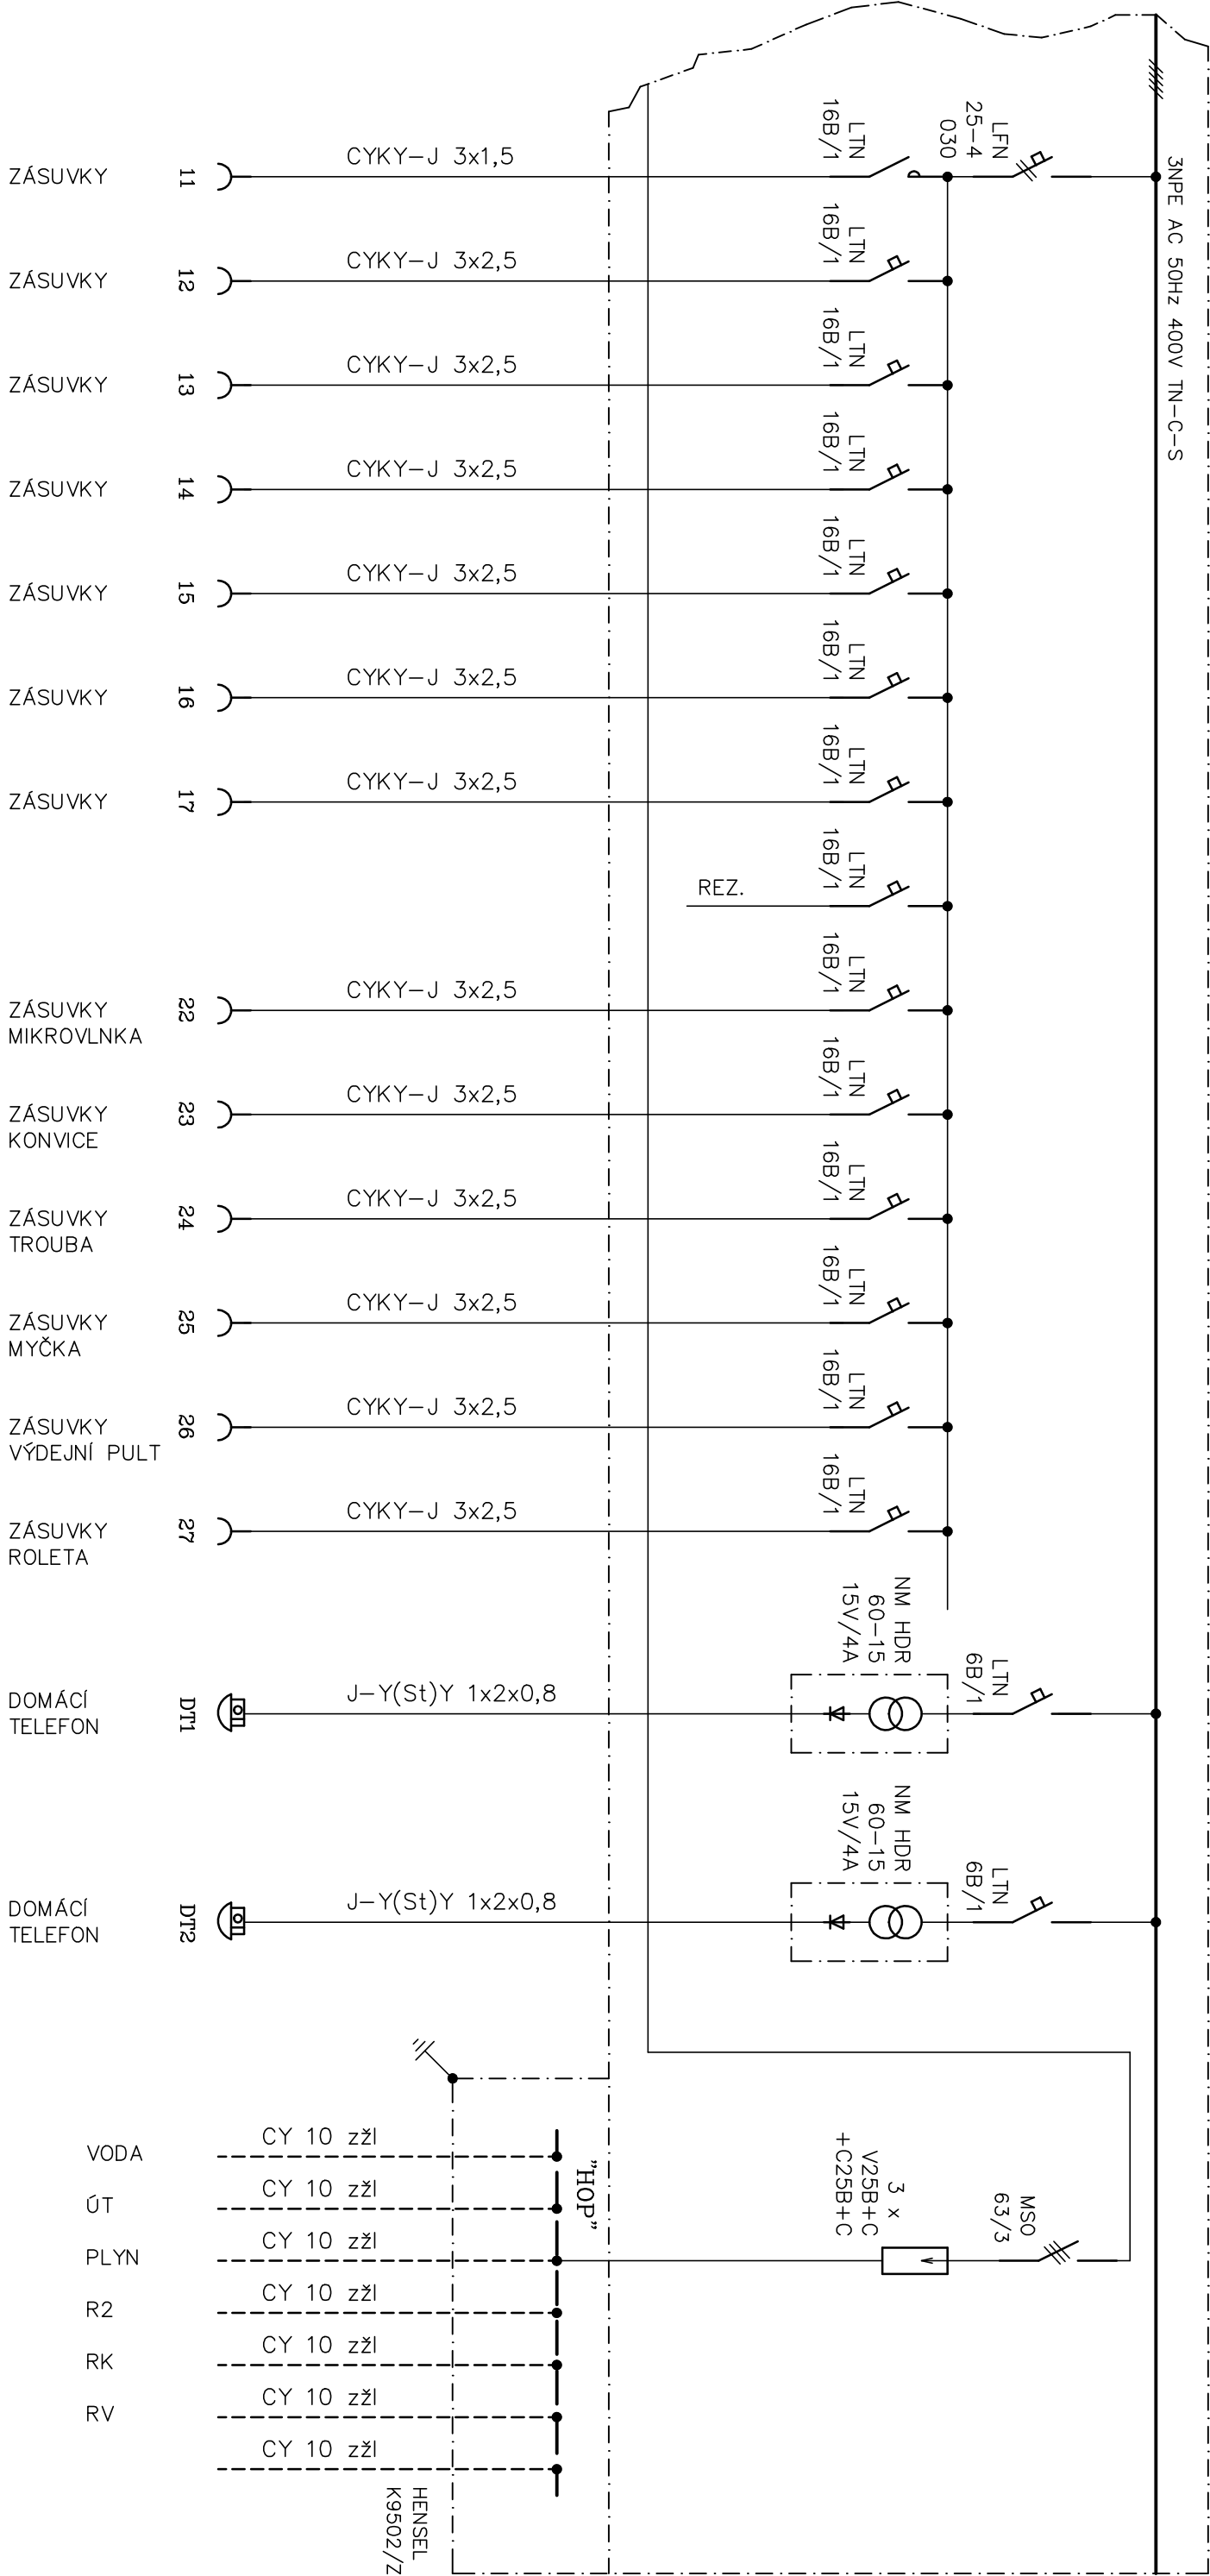 3NPE AC 50Hz 400V TN-C-S
LFN
25-4
030
LTN
16B/1
CYKY-J 3x1,5
11
ZÁSUVKY
LTN
16B/1
CYKY-J 3x2,5
12
ZÁSUVKY
LTN
16B/1
CYKY-J 3x2,5
13
ZÁSUVKY
LTN
16B/1
CYKY-J 3x2,5
14
ZÁSUVKY
LTN
16B/1
CYKY-J 3x2,5
15
ZÁSUVKY
LTN
16B/1
CYKY-J 3x2,5
16
ZÁSUVKY
LTN
16B/1
CYKY-J 3x2,5
17
ZÁSUVKY
LTN
16B/1
REZ.
LTN
16B/1
CYKY-J 3x2,5
22
ZÁSUVKY
MIKROVLNKA
LTN
16B/1
CYKY-J 3x2,5
23
ZÁSUVKY
KONVICE
LTN
16B/1
CYKY-J 3x2,5
24
ZÁSUVKY
TROUBA
LTN
16B/1
CYKY-J 3x2,5
25
ZÁSUVKY
MYČKA
LTN
16B/1
CYKY-J 3x2,5
26
ZÁSUVKY
VÝDEJNÍ PULT
LTN
16B/1
CYKY-J 3x2,5
27
ZÁSUVKY
ROLETA
LTN
6B/1
NM HDR
60-15
15V/4A
J-Y(St)Y 1x2x0,8
DT1
DOMÁCÍ
TELEFON
LTN
6B/1
NM HDR
60-15
15V/4A
J-Y(St)Y 1x2x0,8
DT2
DOMÁCÍ
TELEFON
MSO
63/3
3 x
V25B+C
+C25B+C
"HOP"
CY 10 zžl
VODA
CY 10 zžl
ÚT
CY 10 zžl
PLYN
CY 10 zžl
R2
CY 10 zžl
RK
CY 10 zžl
RV
CY 10 zžl
HENSEL
K9502/Z